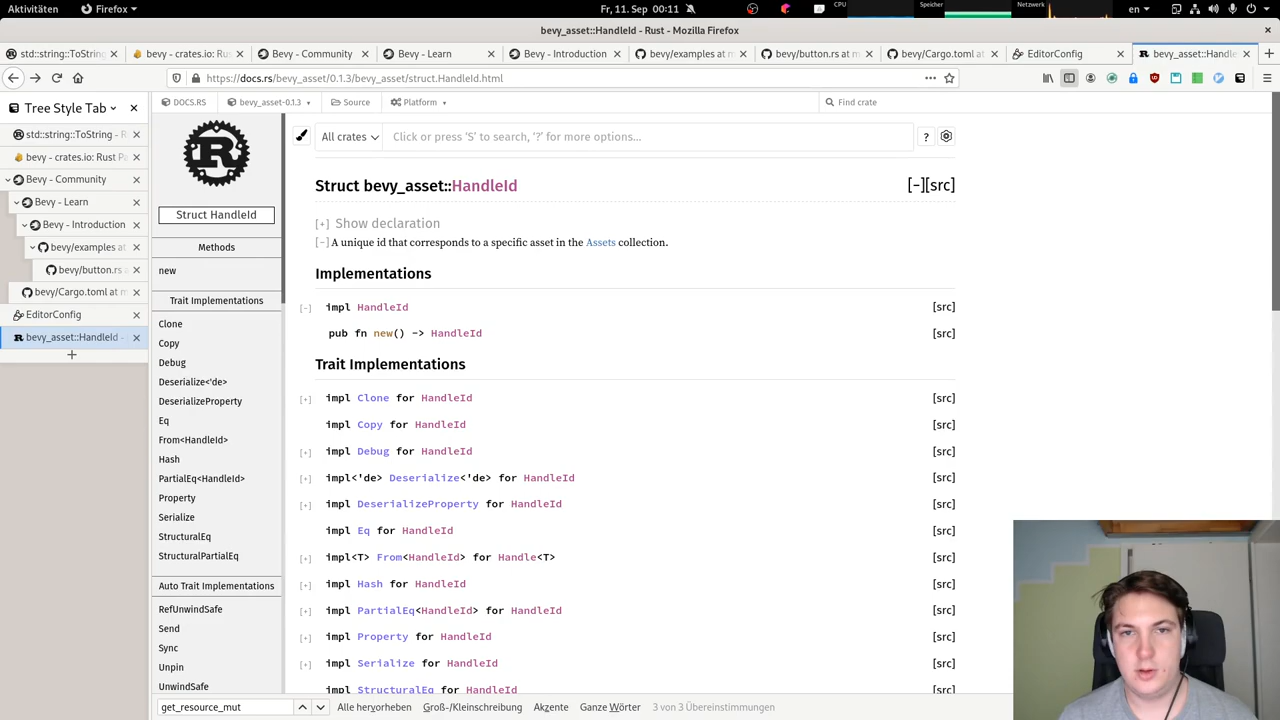 Activities
Firefox
Fr, 11. Sep 00:11
CPU
Speicher
Netzwerk
en
bevy_asset::HandleId - Rust - Mozilla Firefox
std::string::ToString
bevy - crates.io: Rus
Bevy - Community
Bevy - Learn
Bevy - Introduction
bevy/examples at m
bevy/button.rs at m
bevy/Cargo.toml at m
EditorConfig
bevy_asset::Handle
https://docs.rs/bevy_asset/0.1.3/bevy_asset/struct.HandleId.html
Tree Style Tab
std::string::ToString - R
bevy - crates.io: Rust P
Bevy - Community
Bevy - Learn
Bevy - Introduction
bevy/examples at
bevy/button.rs a
bevy/Cargo.toml at m
EditorConfig
bevy_asset::HandleId -
DOCS.RS
bevy_asset-0.1.3
Source
Platform
Find crate
All crates
Click or press 'S' to search, '?' for more options...
?
Struct HandleId
Methods
new
Trait Implementations
Clone
Copy
Debug
Deserialize<'de>
DeserializeProperty
Eq
From<HandleId>
Hash
PartialEq<HandleId>
Property
Serialize
StructuralEq
StructuralPartialEq
Auto Trait Implementations
RefUnwindSafe
Send
Sync
Unpin
UnwindSafe
Struct bevy_asset::HandleId [-][src]
[+] Show declaration
[-] A unique id that corresponds to a specific asset in the Assets collection.
Implementations
[-] impl HandleId [src]
pub fn new() -> HandleId [src]
Trait Implementations
[+] impl Clone for HandleId [src]
impl Copy for HandleId [src]
[+] impl Debug for HandleId [src]
[+] impl<'de> Deserialize<'de> for HandleId [src]
[+] impl DeserializeProperty for HandleId [src]
impl Eq for HandleId [src]
[+] impl<T> From<HandleId> for Handle<T> [src]
[+] impl Hash for HandleId [src]
[+] impl PartialEq<HandleId> for HandleId [src]
[+] impl Property for HandleId [src]
[+] impl Serialize for HandleId [src]
impl StructuralEq for HandleId [src]
get_resource_mut
Alle hervorheben
Groß-/Kleinschreibung
Akzente
Ganze Wörter
3 von 3 Übereinstimmungen